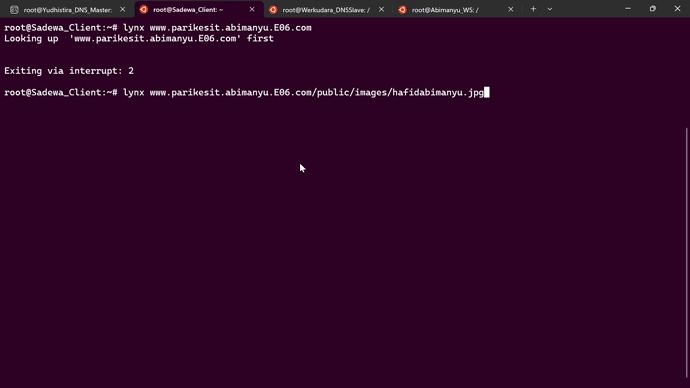 root@Yudhistira_DNS_Master:
root@Sadewa_Client: ~
root@Werkudara_DNSSlave: /
root@Abimanyu_WS: /
root@Sadewa_Client:~# lynx www.parikesit.abimanyu.E06.com
Looking up  'www.parikesit.abimanyu.E06.com' first
Exiting via interrupt: 2
root@Sadewa_Client:~# lynx www.parikesit.abimanyu.E06.com/public/images/hafidabimanyu.jpg